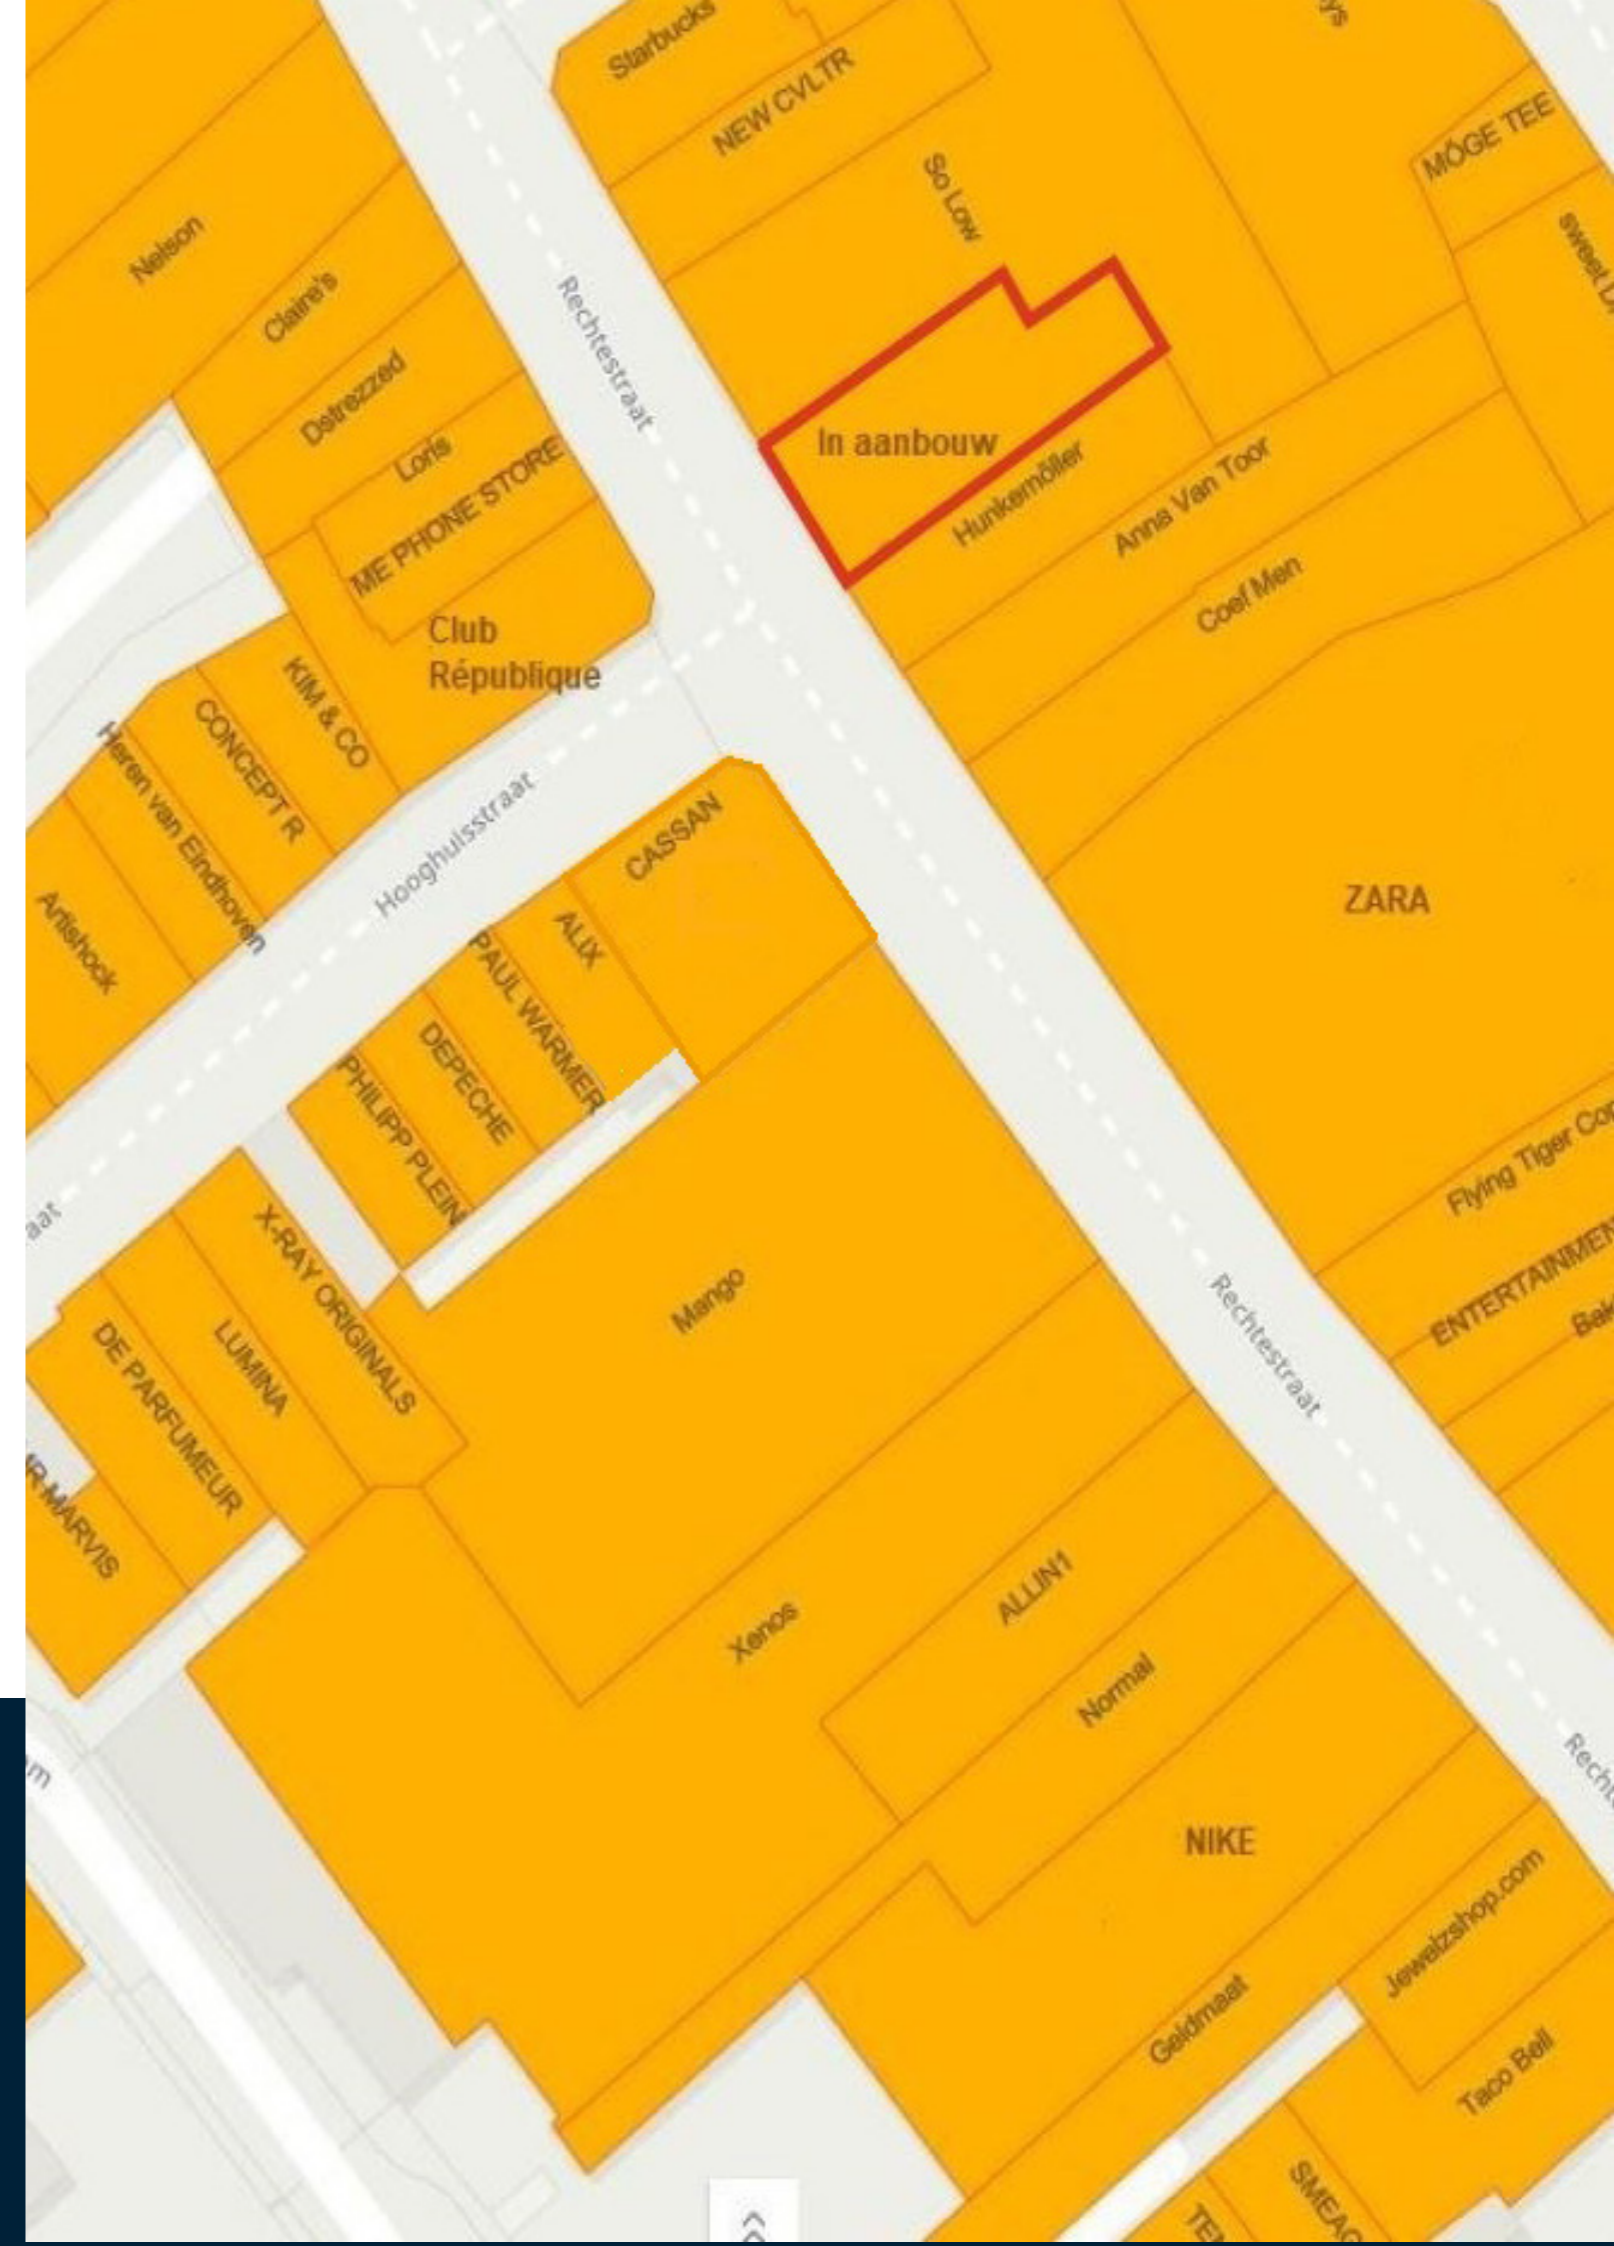 Starbucks
NEW CVLTR
MÖGE TEE
So Low
Nelson
Claire's
Rechtestraat
Dstrezzed
In aanbouw
Loris
ME PHONE STORE
Hunkemöller
Anna Van Toor
Coef Men
Club
République
KIM & CO
CONCEPT R
Heren van Eindhoven
Hooghuisstraat
CASSAN
ZARA
Artishock
ALIX
PAUL WARMER
DEPECHE
PHILIPP PLEIN
Flying Tiger
X-RAY ORIGINALS
Mango
Rechtestraat
LUMINA
DE PARFUMEUR
MARVIS
ALLIN1
Xenos
Normal
NIKE
Jewelzshop.com
Geldmaat
Taco Bell